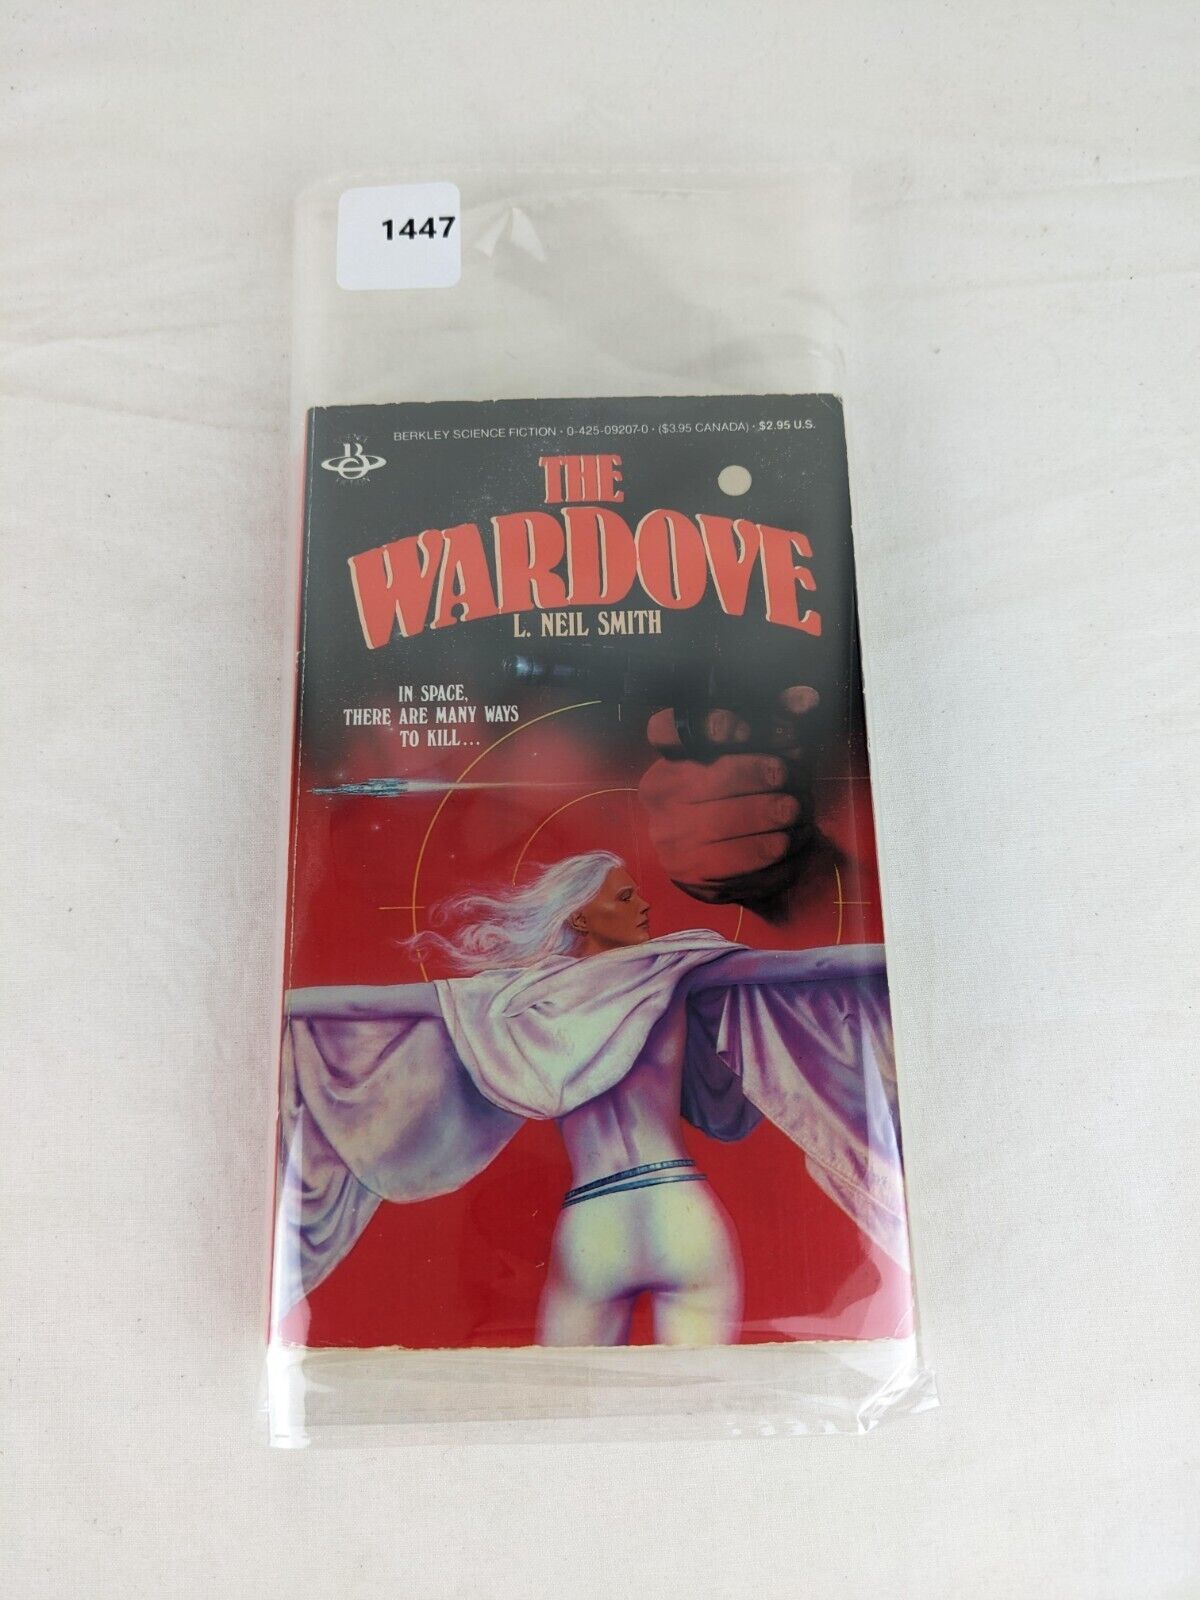 1447
BERKLEY SCIENCE FICTION · 0-425-09207-0 · ($3.95 CANADA) · $2.95 U.S.
B
THE
WARDOVE
L. NEIL SMITH
IN SPACE,
THERE ARE MANY WAYS
TO KILL...